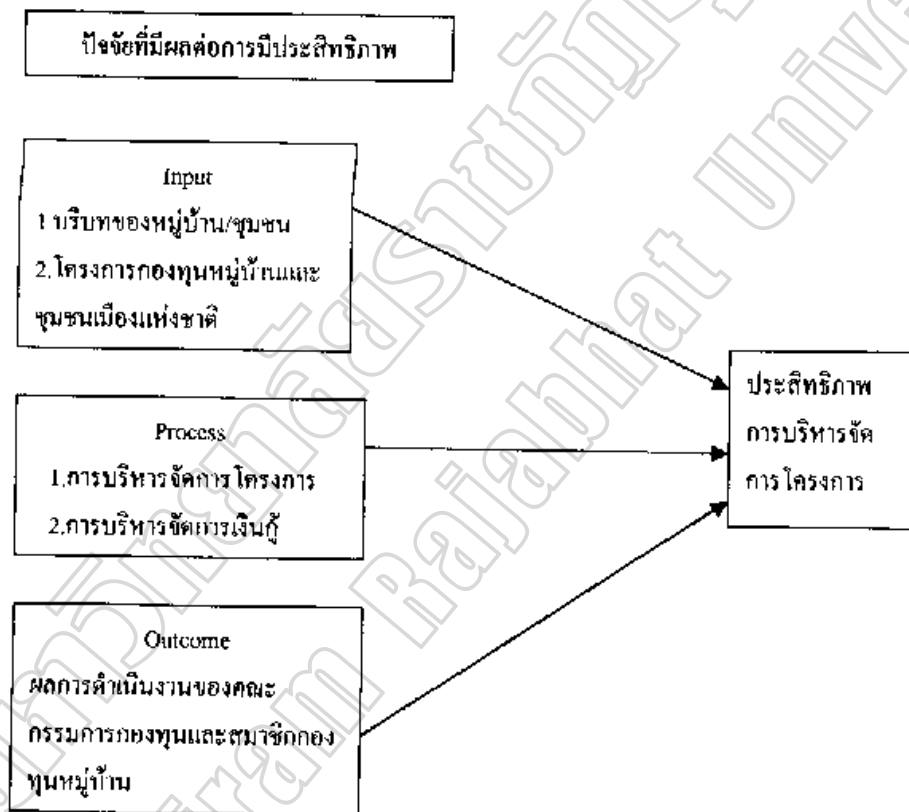 ปัจจัยที่มีผลต่อการมีประสิทธิภาพ
Input
1 บริบทของหมู่บ้าน/ชุมชน
2.โครงการกองทุนหมู่บ้านและ
ชุมชนเมืองแห่งชาติ
Process
1.การบริหารจัดการโครงการ
2.การบริหารจัดการเงินกู้
Outcome
ผลการดำเนินงานของคณะ
กรรมการกองทุนและสมาชิกกอง
ทุนหมู่บ้าน
ประสิทธิภาพ
การบริหารจัด
การโครงการ
Rajabhat